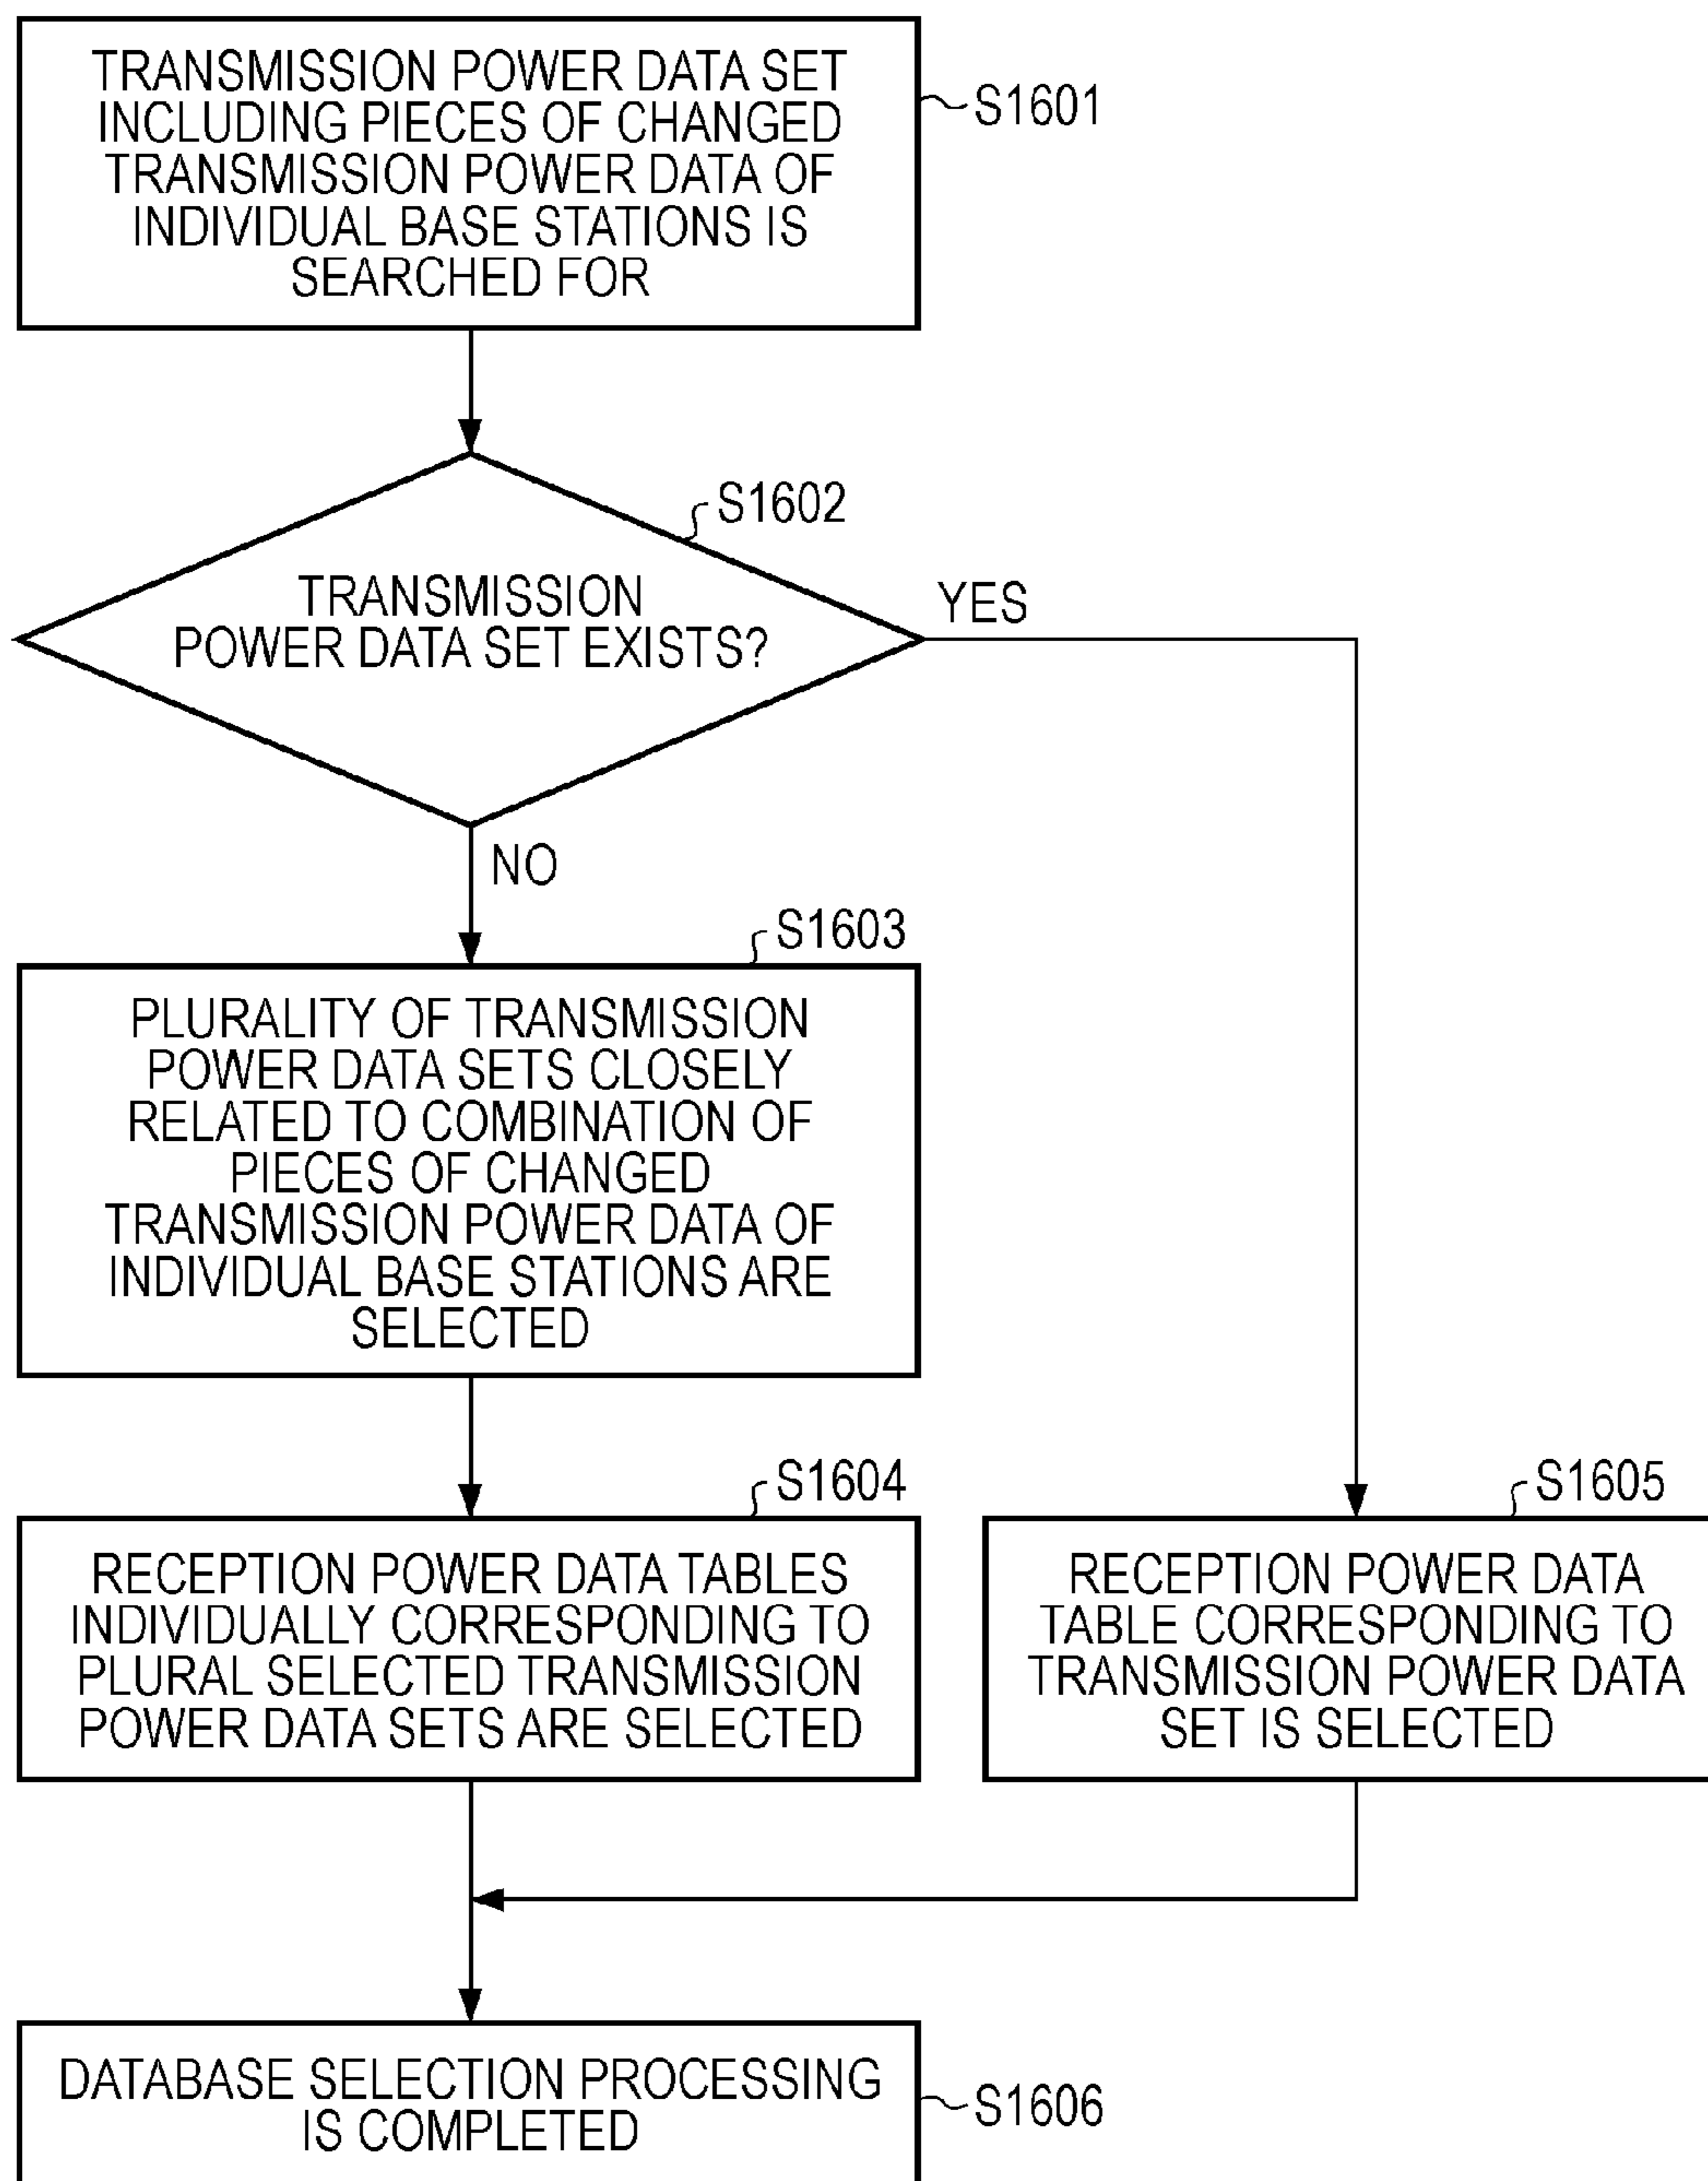 TRANSMISSION POWER DATA SET
INCLUDING PIECES OF CHANGED
TRANSMISSION POWER DATA OF
INDIVIDUAL BASE STATIONS IS
SEARCHED FOR
S1601
S1602
TRANSMISSION
POWER DATA SET EXISTS?
YES
NO
S1603
PLURALITY OF TRANSMISSION
POWER DATA SETS CLOSELY
RELATED TO COMBINATION OF
PIECES OF CHANGED
TRANSMISSION POWER DATA OF
INDIVIDUAL BASE STATIONS ARE
SELECTED
S1604
RECEPTION POWER DATA TABLES
INDIVIDUALLY CORRESPONDING TO
PLURAL SELECTED TRANSMISSION
POWER DATA SETS ARE SELECTED
S1605
RECEPTION POWER DATA
TABLE CORRESPONDING TO
TRANSMISSION POWER DATA
SET IS SELECTED
DATABASE SELECTION PROCESSING
IS COMPLETED
S1606